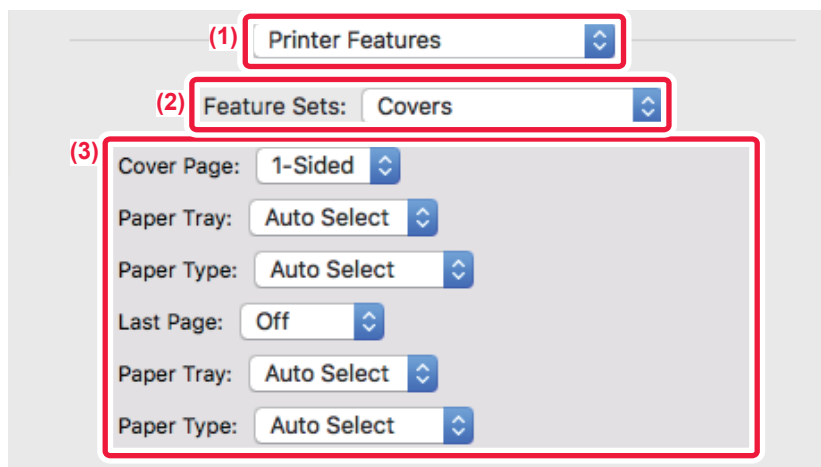 (1) Printer Features
(2) Feature Sets: Covers
(3)
Cover Page: 1-Sided
Paper Tray: Auto Select
Paper Type: Auto Select
Last Page: Off
Paper Tray: Auto Select
Paper Type: Auto Select